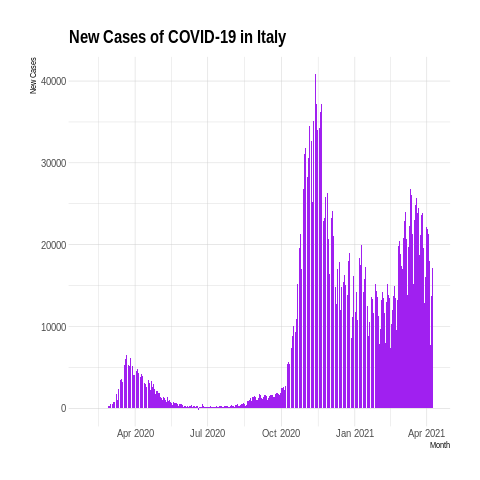 New Cases of COVID-19 in Italy
New Cases
40000
30000
20000
10000
0
Apr 2020 Jul 2020 Oct 2020 Jan 2021 Apr 2021
Month